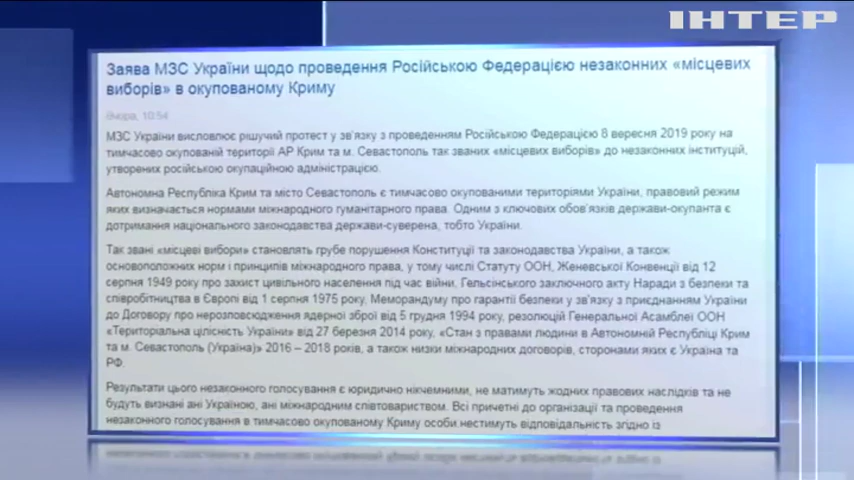 ІНТЕР
Заява МЗС України щодо проведення Російською Федерацією незаконних «місцевих
виборів» в окупованому Криму
Вчора, 10:54
МЗС України висловлює рішучий протест у зв'язку з проведенням Російською Федерацією 8 вересня 2019 року на
тимчасово окупованій території АР Крим та м. Севастополь так званих «місцевих виборів» до незаконних інституцій,
утворених російською окупаційною адміністрацією.
Автономна Республіка Крим та місто Севастополь є тимчасово окупованими територіями України, правовий режим
яких визначається нормами міжнародного гуманітарного права. Одним з ключових обов'язків держави-окупанта є
дотримання національного законодавства держави-суверена, тобто України.
Так звані «місцеві вибори» становлять грубе порушення Конституції та законодавства України, а також
основоположних норм і принципів міжнародного права, у тому числі Статуту ООН, Женевської Конвенції від 12
серпня 1949 року про захист цивільного населення під час війни, Гельсінського заключного акту Наради з безпеки та
співробітництва в Європі від 1 серпня 1975 року, Меморандуму про гарантії безпеки у зв'язку з приєднанням України
до Договору про нерозповсюдження ядерної зброї від 5 грудня 1994 року, резолюцій Генеральної Асамблеї ООН
«Територіальна цілісність України» від 27 березня 2014 року, «Стан з правами людини в Автономній Республіці Крим
та м. Севастополь (Україна)» 2016 – 2018 років, а також низки міжнародних договорів, сторонами яких є Україна та
РФ.
Результати цього незаконного голосування є юридично нікчемними, не матимуть жодних правових наслідків та не
будуть визнані ані Україною, ані міжнародним співтовариством. Всі причетні до організації та проведення
незаконного голосування в тимчасово окупованому Криму особи нестимуть відповідальність згідно із